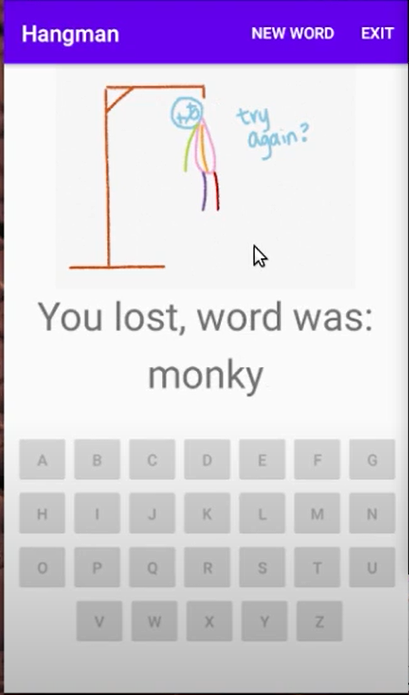 Hangman NEW WORD EXIT
try
again?
You lost, word was:
monky
A B C D E F G
H I J K L M N
O P Q R S T U
V W X Y Z